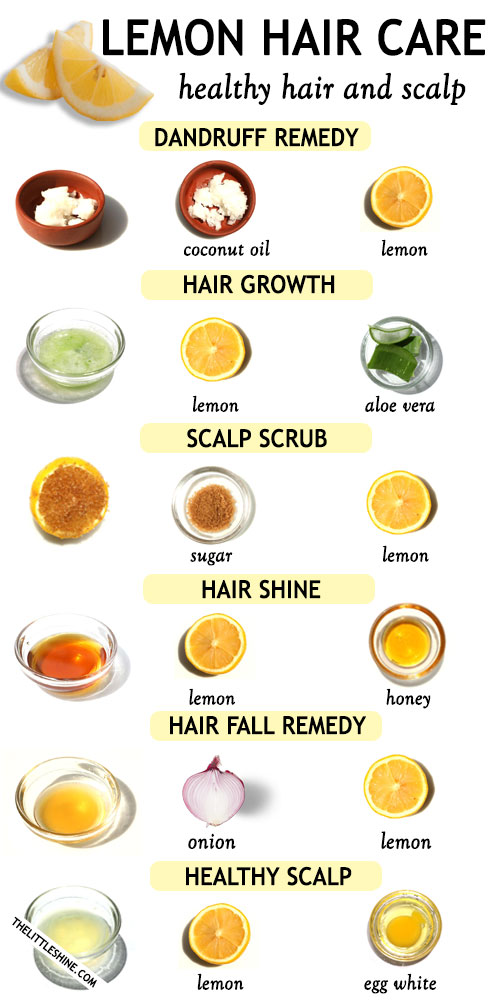 LEMON HAIR CARE
healthy hair and scalp
DANDRUFF REMEDY
coconut oil lemon
HAIR GROWTH
lemon aloe vera
SCALP SCRUB
sugar lemon
HAIR SHINE
lemon honey
HAIR FALL REMEDY
onion lemon
HEALTHY SCALP
THELITTLESHINE.COM
lemon egg white